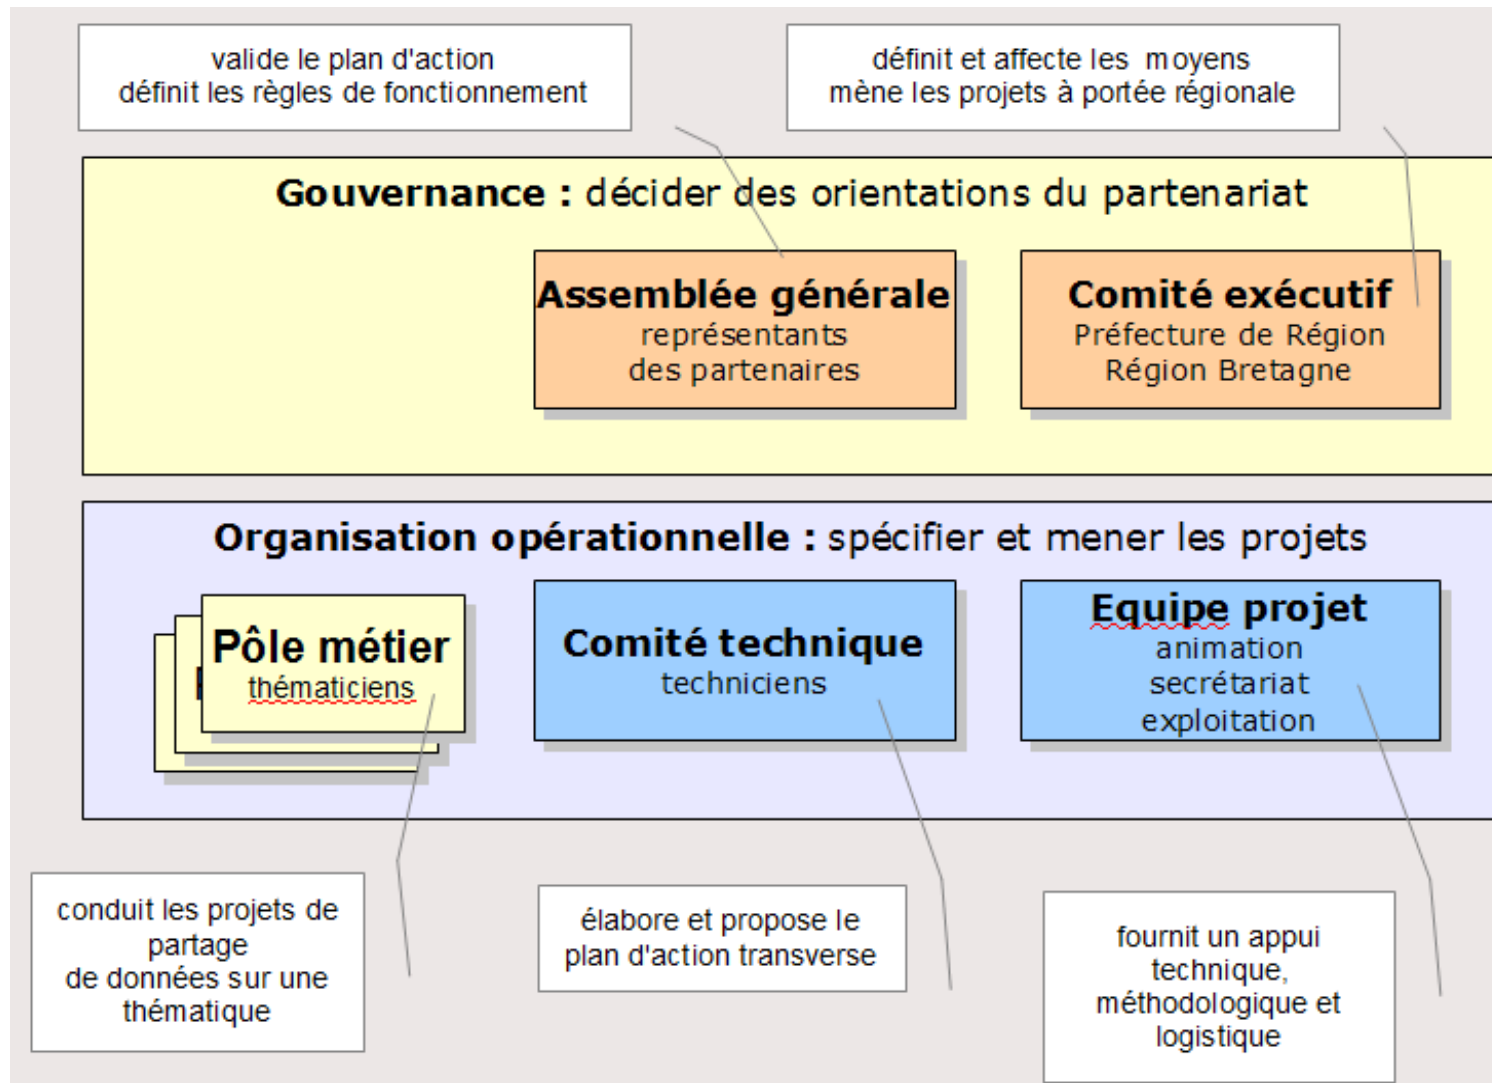 valide le plan d'action
définit les règles de fonctionnement
définit et affecte les moyens
mène les projets à portée régionale
Gouvernance : décider des orientations du partenariat
Assemblée générale
représentants
des partenaires
Comité exécutif
Préfecture de Région
Région Bretagne
Organisation opérationnelle : spécifier et mener les projets
Pôle métier
thématiciens
Comité technique
techniciens
Equipe projet
animation
secrétariat
exploitation
conduit les projets de
partage
de données sur une
thématique
élabore et propose le
plan d'action transverse
fournit un appui
technique,
méthodologique et
logistique